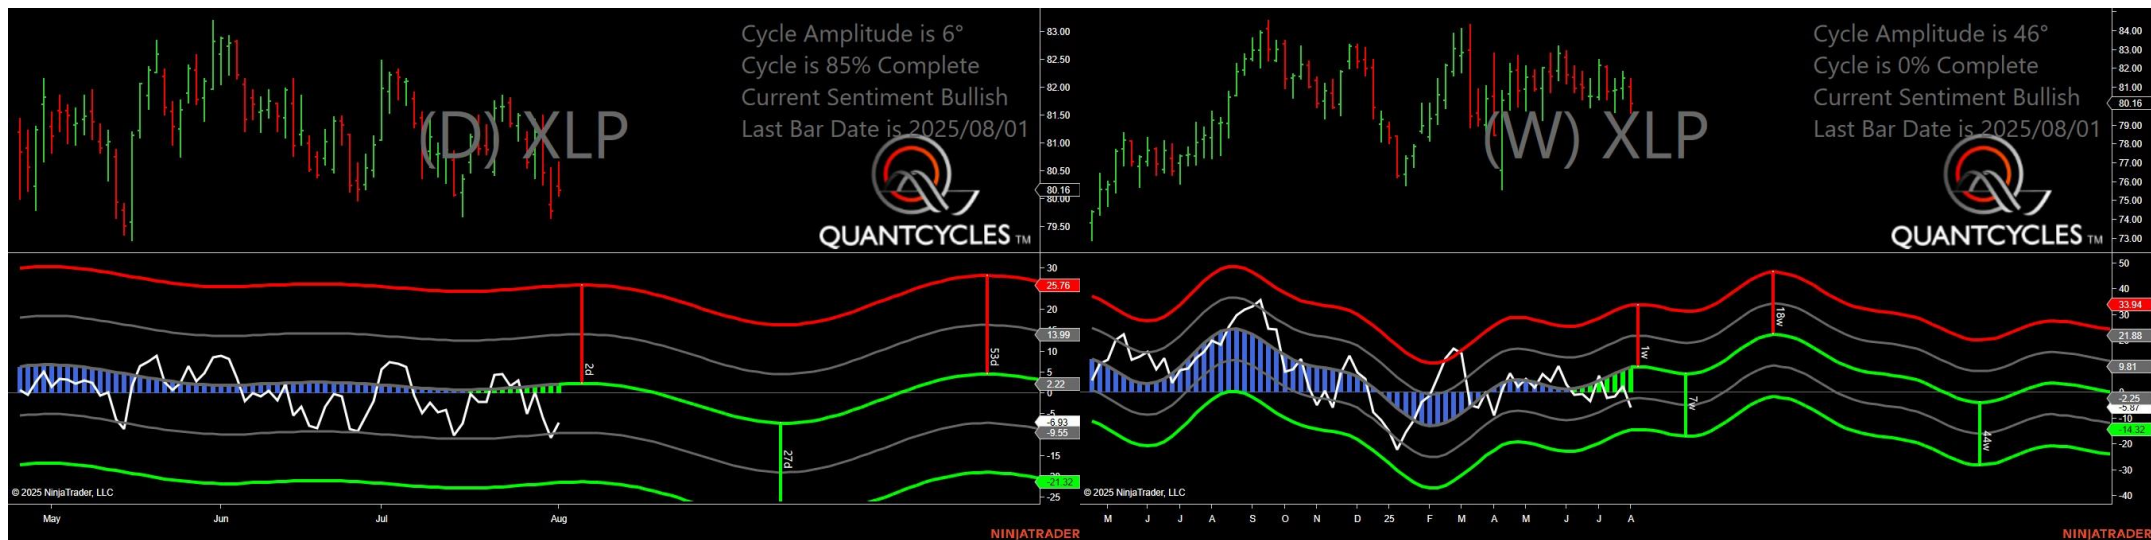 Cycle Amplitude is 6°
Cycle is 85% Complete
Current Sentiment Bullish
Last Bar Date is 2025/08/01
(D) XLP
QUANTCYCLES TM
83.00
82.50
82.00
81.50
81.00
80.50
80.16
80.00
79.50
30
25.76
20
13.99
10
5
2.22
0
-5
-6.93
-9.55
-15
-21.32
-25
2d
27d
53d
© 2025 NinjaTrader, LLC
May Jun Jul Aug
NINJATRADER
Cycle Amplitude is 46°
Cycle is 0% Complete
Current Sentiment Bullish
Last Bar Date is 2025/08/01
(W) XLP
QUANTCYCLES TM
84.00
83.00
82.00
81.00
80.16
79.00
78.00
77.00
76.00
75.00
74.00
73.00
50
40
33.94
30
21.88
9.81
0
-2.25
-5.87
-10
-14.32
-20
-30
-40
1w
7w
18w
44w
© 2025 NinjaTrader, LLC
M J J A S O N D 25 F M A M J J A
NINJATRADER